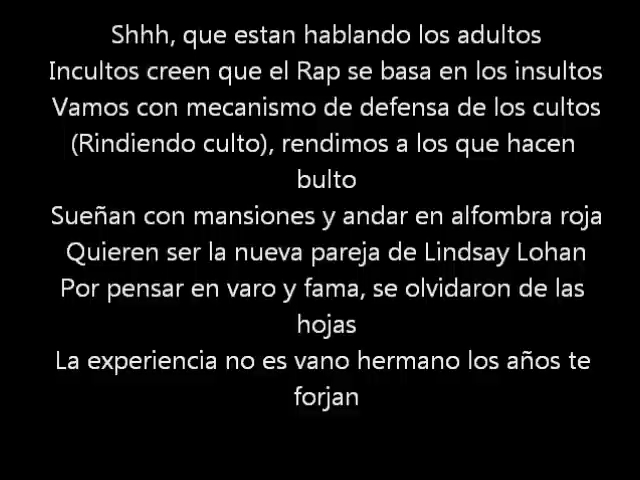 Shhh, que estan hablando los adultos
Incultos creen que el Rap se basa en los insultos
Vamos con mecanismo de defensa de los cultos
(Rindiendo culto), rendimos a los que hacen
bulto
Sueñan con mansiones y andar en alfombra roja
Quieren ser la nueva pareja de Lindsay Lohan
Por pensar en varo y fama, se olvidaron de las
hojas
La experiencia no es vano hermano los años te
forjan